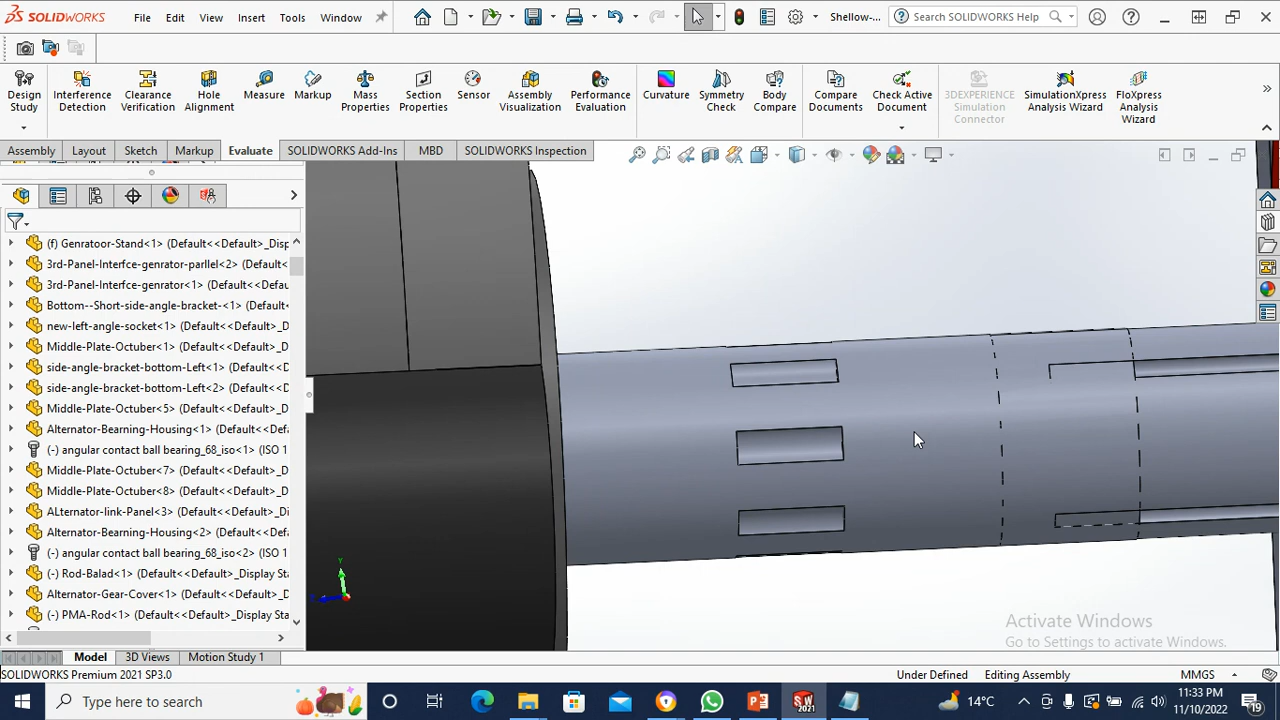 SOLIDWORKS File Edit View Insert Tools Window Shellow-... Search SOLIDWORKS Help
Design Study
Interference Detection
Clearance Verification
Hole Alignment
Measure
Markup
Mass Properties
Section Properties
Sensor
Assembly Visualization
Performance Evaluation
Curvature
Symmetry Check
Body Compare
Compare Documents
Check Active Document
3DEXPERIENCE Simulation Connector
SimulationXpress Analysis Wizard
FloXpress Analysis Wizard
Assembly Layout Sketch Markup Evaluate SOLIDWORKS Add-Ins MBD SOLIDWORKS Inspection
(f) Genratoor-Stand<1> (Default<<Default>_Disp
3rd-Panel-Interfce-genrator-parllel<2> (Default<
3rd-Panel-Interfce-genrator<1> (Default<<Defau
Bottom--Short-side-angle-bracket-<1> (Default<
new-left-angle-socket<1> (Default<<Default>_D
Middle-Plate-Octuber<1> (Default<<Default>_D
side-angle-bracket-bottom-Left<1> (Default<<D
side-angle-bracket-bottom-Left<2> (Default<<D
Middle-Plate-Octuber<5> (Default<<Default>_D
Alternator-Bearning-Housing<1> (Default<<Def
(-) angular contact ball bearing_68_iso<1> (ISO 1
Middle-Plate-Octuber<7> (Default<<Default>_D
Middle-Plate-Octuber<8> (Default<<Default>_D
ALternator-link-Panel<3> (Default<<Default>_D
Alternator-Bearning-Housing<2> (Default<<Def
(-) angular contact ball bearing_68_iso<2> (ISO 1
(-) Rod-Balad<1> (Default<<Default>_Display Sta
Alternator-Gear-Cover<1> (Default<<Default>_D
(-) PMA-Rod<1> (Default<<Default>_Display Sta
Y
Activate Windows
Go to Settings to activate Windows.
Model 3D Views Motion Study 1
SOLIDWORKS Premium 2021 SP3.0 Under Defined Editing Assembly MMGS
Type here to search
14°C
11:33 PM
11/10/2022
19